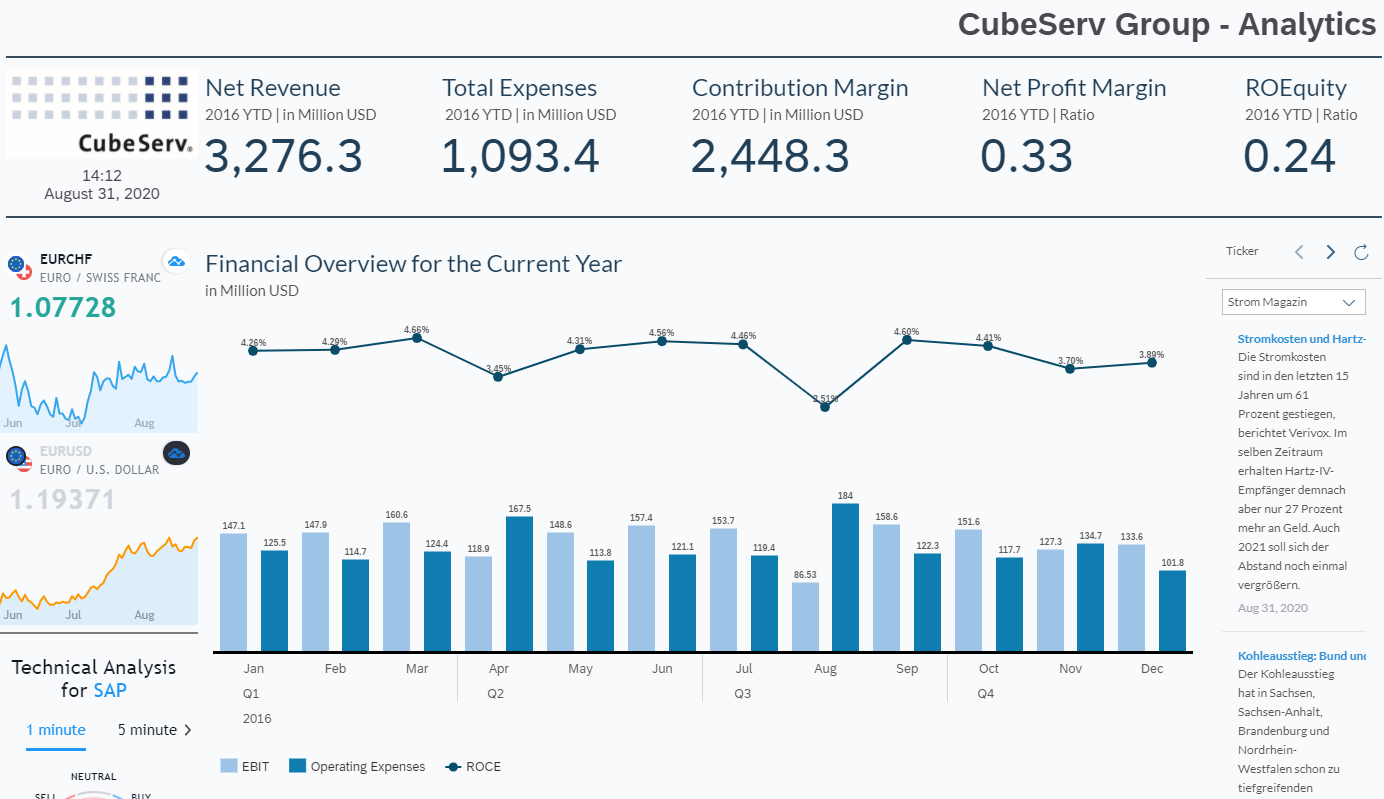 CubeServ Group - Analytics
CubeServ®
14:12
August 31, 2020
Net Revenue
2016 YTD | in Million USD
3,276.3
Total Expenses
2016 YTD | in Million USD
1,093.4
Contribution Margin
2016 YTD | in Million USD
2,448.3
Net Profit Margin
2016 YTD | Ratio
0.33
ROEquity
2016 YTD | Ratio
0.24
EURCHF
EURO / SWISS FRANC
1.07728
Jun Jul Aug
EURUSD
EURO / U.S. DOLLAR
1.19371
Jun Jul Aug
Technical Analysis
for SAP
1 minute 5 minute
NEUTRAL
SELL BUY
Financial Overview for the Current Year
in Million USD
4.26% 4.29% 4.66% 3.45% 4.31% 4.56% 4.46% 2.51% 4.60% 4.41% 3.70% 3.89%
147.1 125.5 147.9 114.7 160.6 124.4 118.9 167.5 148.6 113.8 157.4 121.1 153.7 119.4 86.53 184 158.6 122.3 151.6 117.7 127.3 134.7 133.6 101.8
Jan Feb Mar Apr May Jun Jul Aug Sep Oct Nov Dec
Q1 Q2 Q3 Q4
2016
EBIT Operating Expenses ROCE
Ticker
Strom Magazin
Stromkosten und Hartz-
Die Stromkosten
sind in den letzten 15
Jahren um 61
Prozent gestiegen,
berichtet Verivox. Im
selben Zeitraum
erhalten Hartz-IV-
Empfänger demnach
aber nur 27 Prozent
mehr an Geld. Auch
2021 soll sich der
Abstand noch einmal
vergrößern.
Aug 31, 2020
Kohleausstieg: Bund und
Der Kohleausstieg
hat in Sachsen,
Sachsen-Anhalt,
Brandenburg und
Nordrhein-
Westfalen schon zu
tiefgreifenden